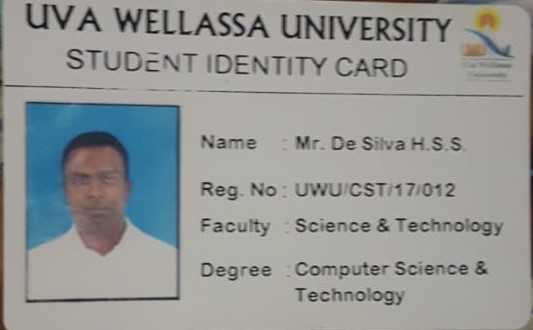 UVA WELLASSA UNIVERSITY
STUDENT IDENTITY CARD
Uva Wellassa
University
Name : Mr. De Silva H.S.S.
Reg. No : UWU/CST/17/012
Faculty : Science & Technology
Degree : Computer Science &
Technology